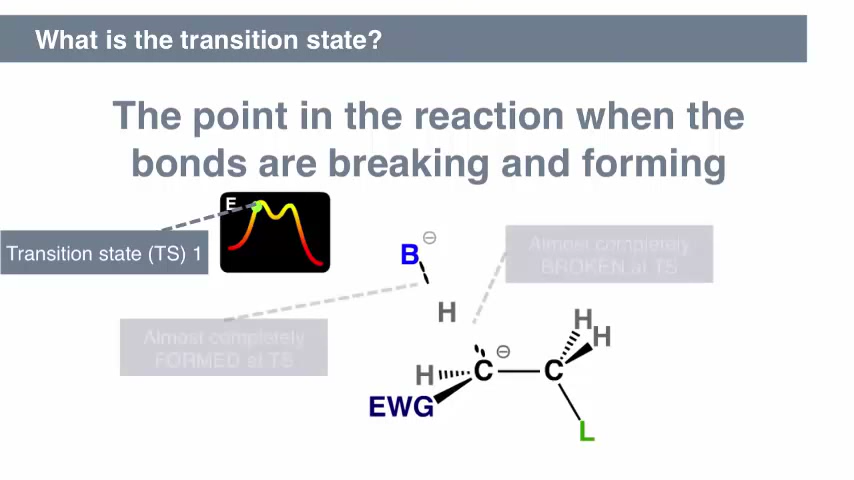 What is the transition state?
The point in the reaction when the
bonds are breaking and forming
E
Transition state (TS) 1
B ⊖
Almost completely
BROKEN at TS
H
Almost completely
FORMED at TS
H
H
H C ⊖ C
EWG
L